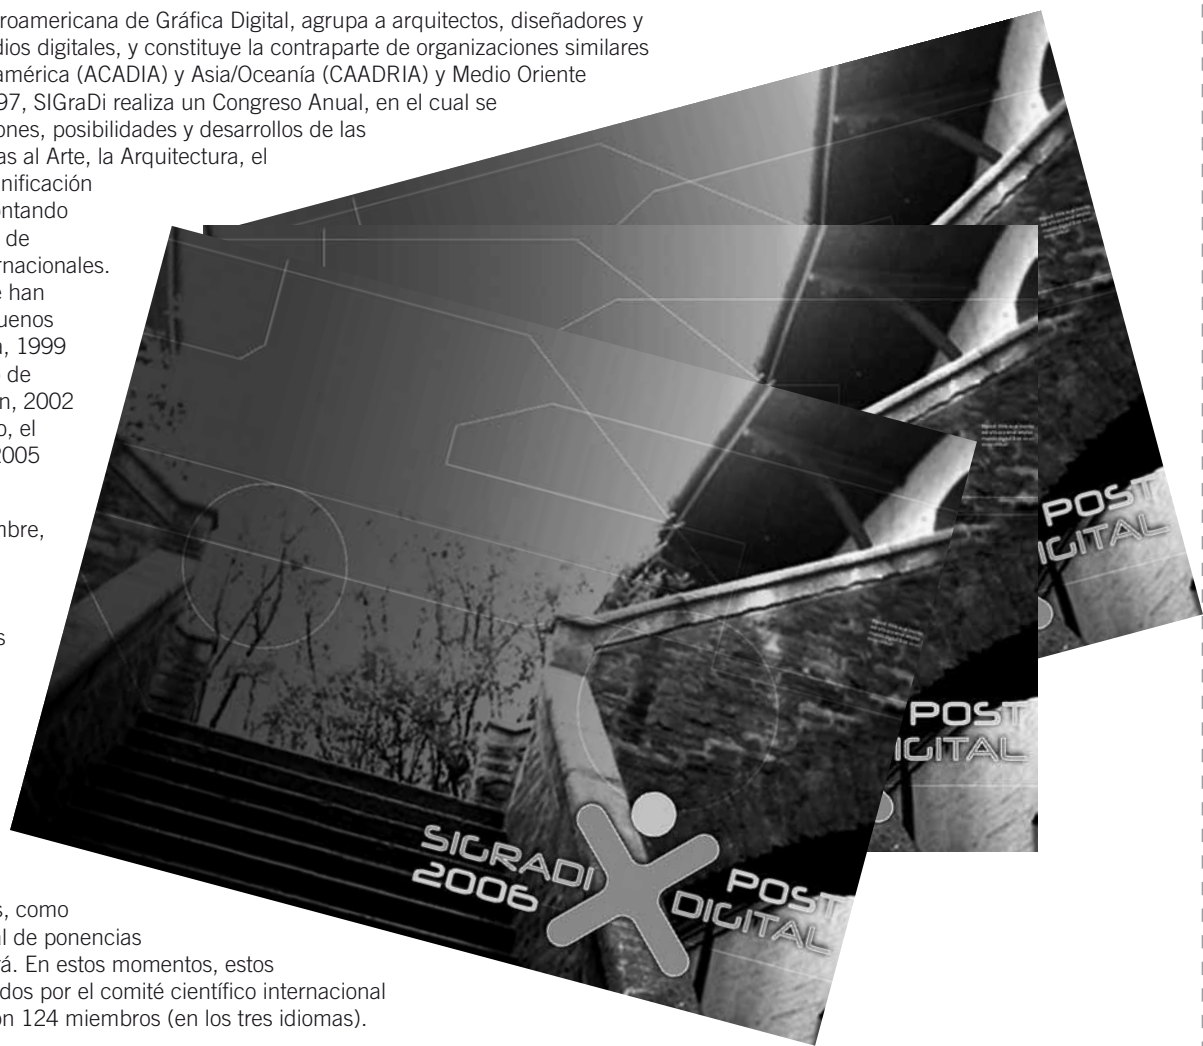 roamericana de Gráfica Digital, agrupa a arquitectos, diseñadores y
dios digitales, y constituye la contraparte de organizaciones similares
américa (ACADIA) y Asia/Oceanía (CAADRIA) y Medio Oriente
97, SIGraDi realiza un Congreso Anual, en el cual se
ones, posibilidades y desarrollos de las
as al Arte, la Arquitectura, el
nificación
ontando
de
rnacionales.
e han
uenos
, 1999
de
n, 2002
o, el
2005
mbre,
s
s, como
al de ponencias
rá. En estos momentos, estos
dos por el comité científico internacional
on 124 miembros (en los tres idiomas).
POST
IGITAL
POST
IGITAL
SIGRADI
2006
POST
DIGITAL